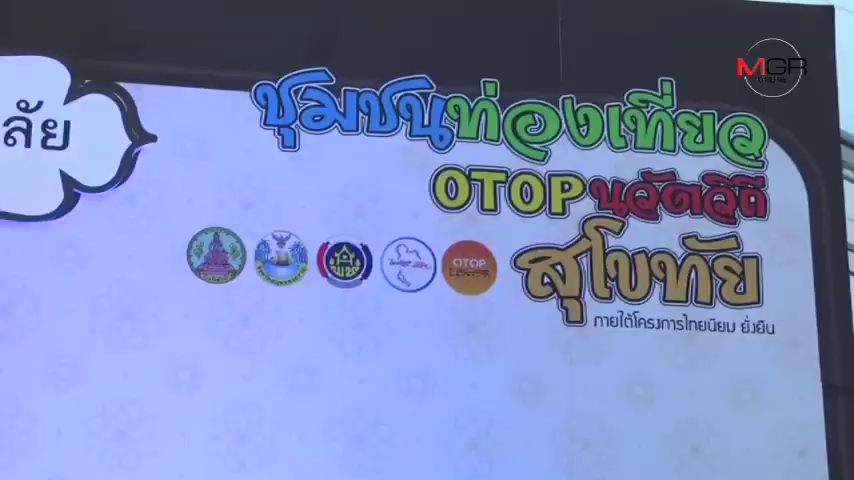 MGR
ลัย
ชุมชนท่องเที่ยว
OTOP นวัตวิถี
สุโขทัย
ภายใต้โครงการไทยนิยม ยั่งยืน
OTOP